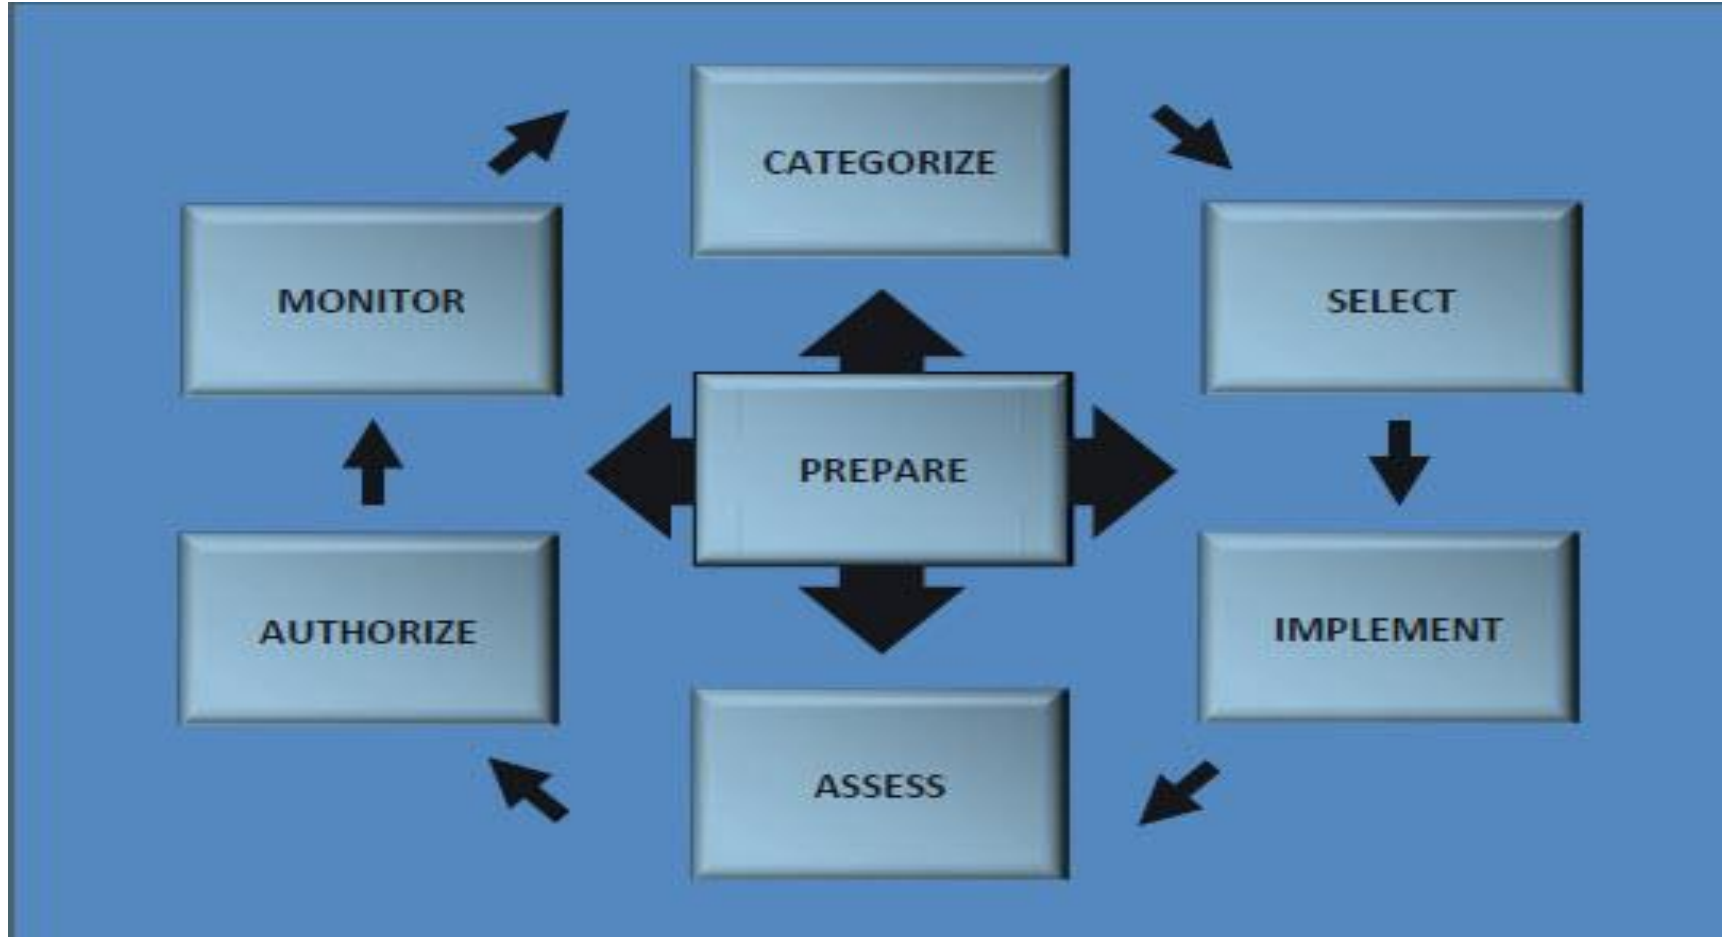 CATEGORIZE
MONITOR
SELECT
PREPARE
AUTHORIZE
IMPLEMENT
ASSESS